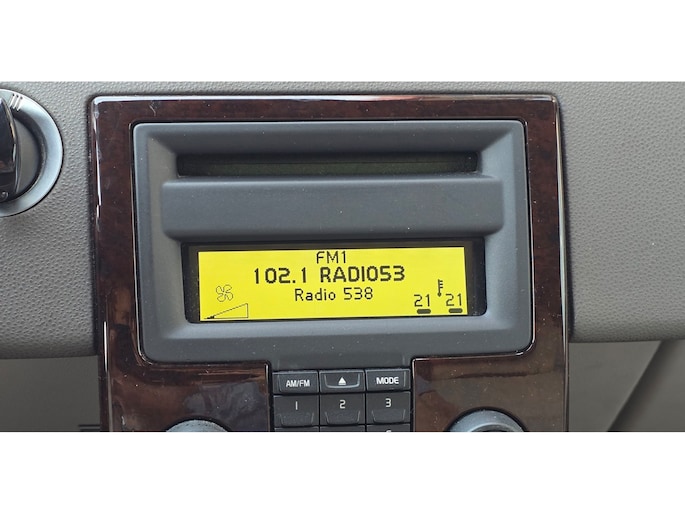 FM1
102.1 RADIO53
Radio 538
21 21
AM/FM MODE
1 2 3